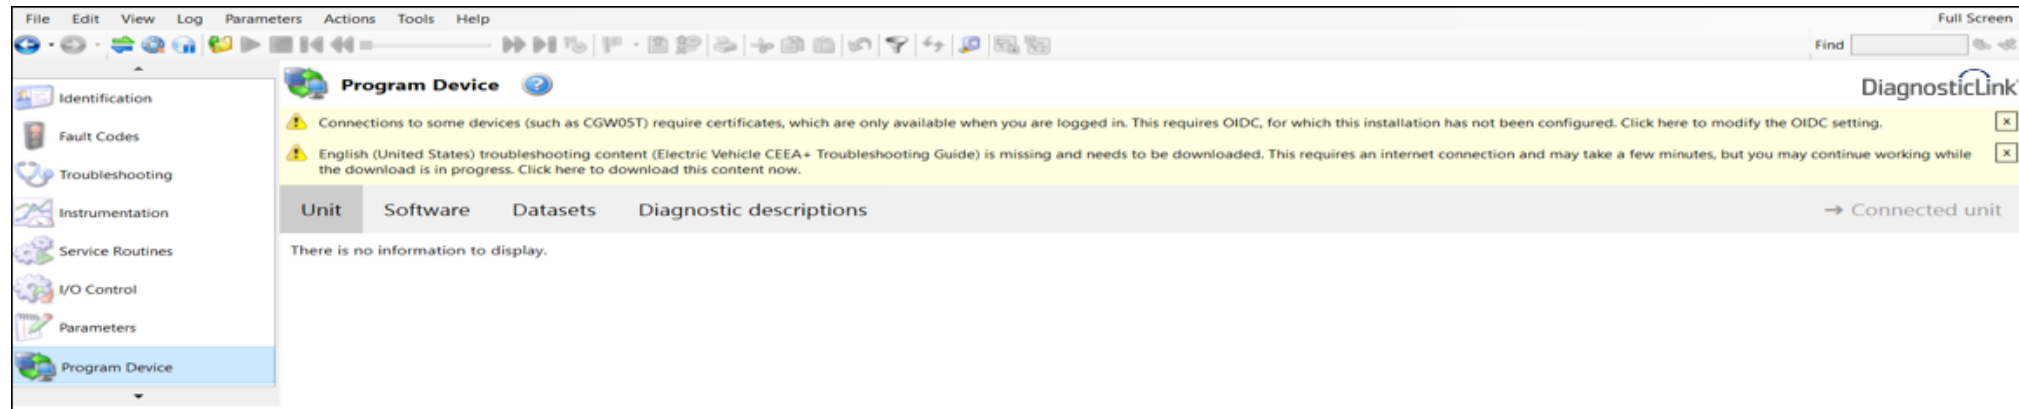 File Edit View Log Parameters Actions Tools Help Full Screen
Find
Identification
Fault Codes
Troubleshooting
Instrumentation
Service Routines
I/O Control
Parameters
Program Device
Program Device
DiagnosticLink
Connections to some devices (such as CGW05T) require certificates, which are only available when you are logged in. This requires OIDC, for which this installation has not been configured. Click here to modify the OIDC setting.
English (United States) troubleshooting content (Electric Vehicle CEEA+ Troubleshooting Guide) is missing and needs to be downloaded. This requires an internet connection and may take a few minutes, but you may continue working while
the download is in progress. Click here to download this content now.
Unit Software Datasets Diagnostic descriptions → Connected unit
There is no information to display.